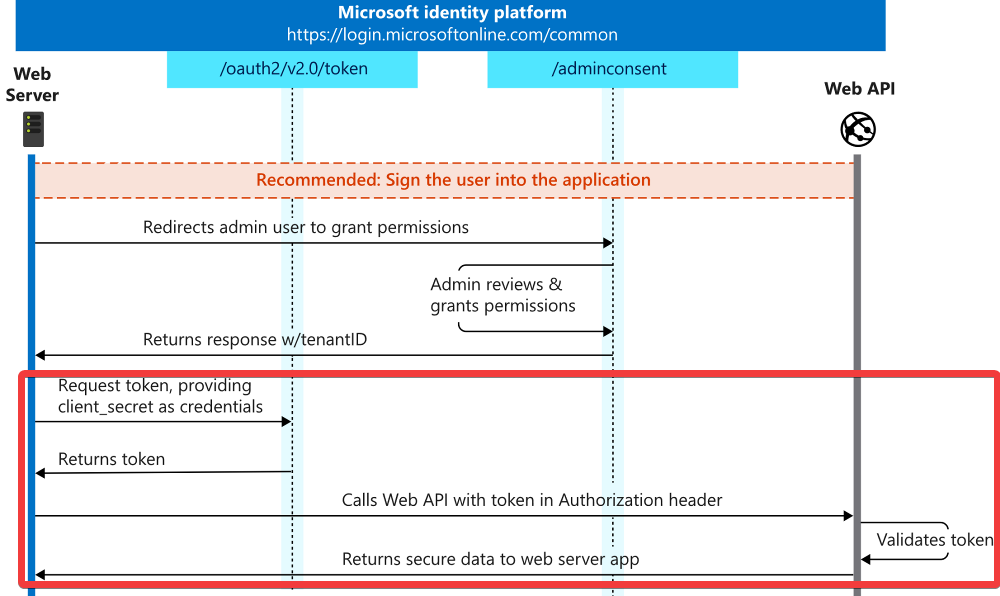 Microsoft identity platform
https://login.microsoftonline.com/common
/oauth2/v2.0/token
/adminconsent
Web
Server
Web API
Recommended: Sign the user into the application
Redirects admin user to grant permissions
Admin reviews &
grants permissions
Returns response w/tenantID
Request token, providing
client_secret as credentials
Returns token
Calls Web API with token in Authorization header
Validates token
Returns secure data to web server app